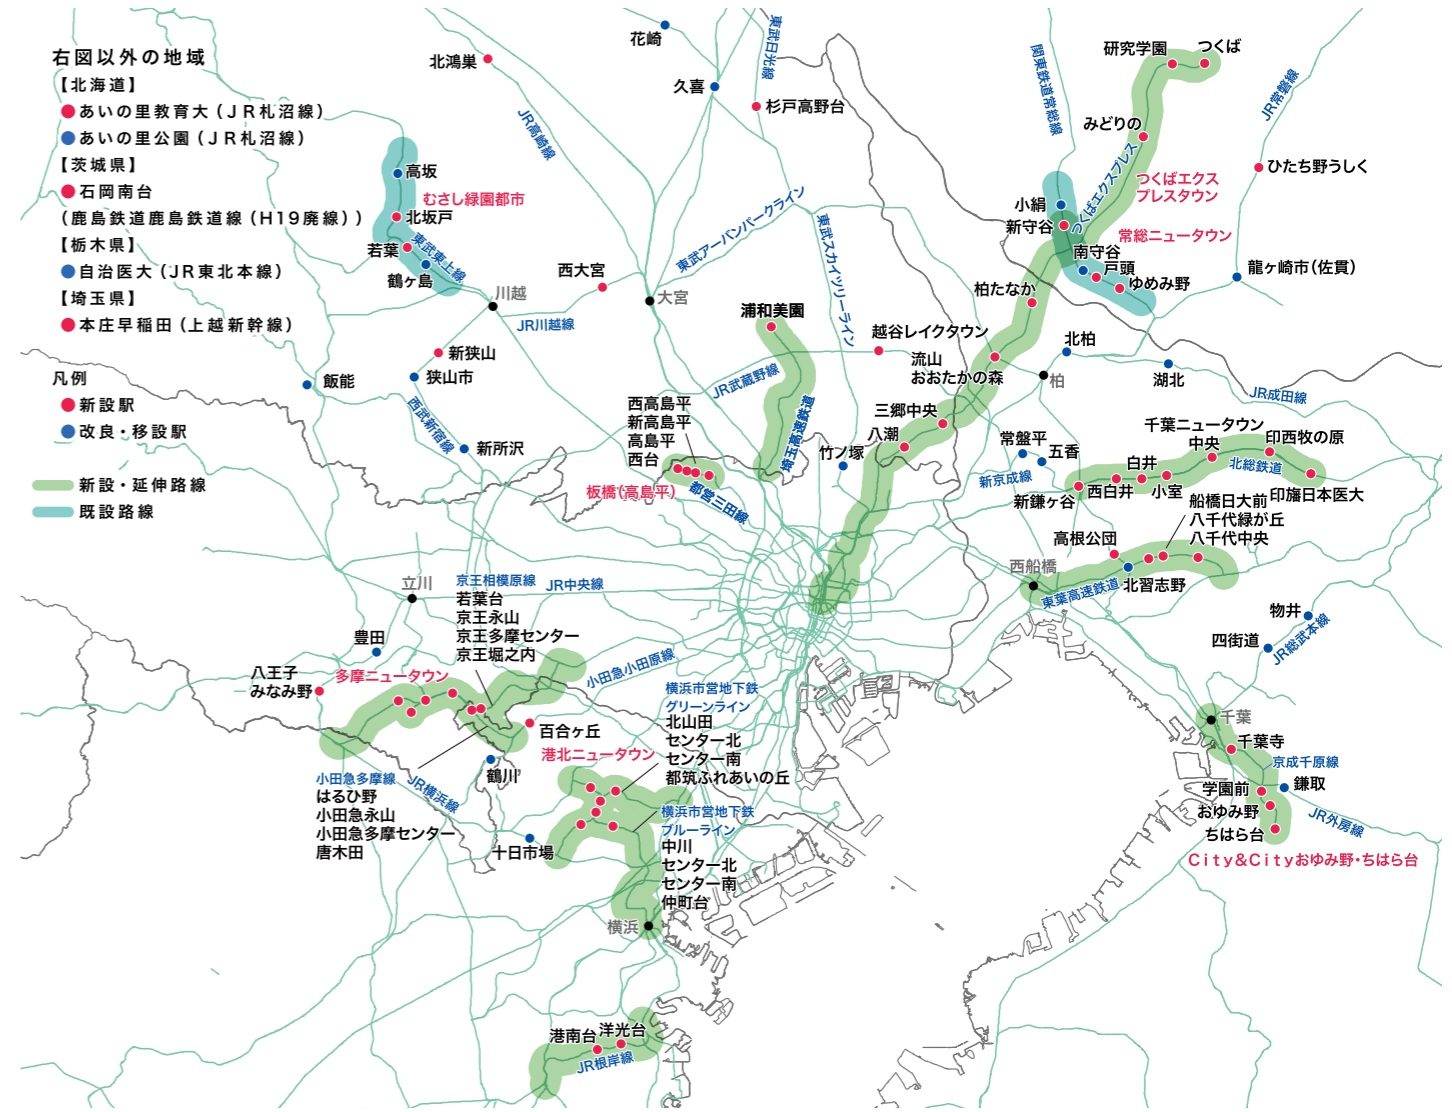 右図以外の地域
【北海道】
●あいの里教育大（ＪＲ札沼線）
●あいの里公園（ＪＲ札沼線）
【茨城県】
●石岡南台
（鹿島鉄道鹿島鉄道線（H19廃線））
【栃木県】
●自治医大（JR東北本線）
【埼玉県】
●本庄早稲田（上越新幹線）
凡例
●新設駅
●改良・移設駅
新設・延伸路線
既設路線
花崎
北鴻巣
久喜
東武日光線
杉戸高野台
JR高崎線
関東鉄道常総線
研究学園
つくば
JR常磐線
みどりの
ひたち野うしく
つくばエクスプレス
つくばエクス
プレスタウン
高坂
むさし緑園都市
北坂戸
若葉
東武東上線
鶴ヶ島
小絹
新守谷
常総ニュータウン
南守谷
戸頭
ゆめみ野
龍ヶ崎市（佐貫）
東武アーバンパークライン
東武スカイツリーライン
西大宮
大宮
川越
JR川越線
柏たなか
浦和美園
越谷レイクタウン
流山
おおたかの森
北柏
柏
湖北
JR成田線
新狭山
狭山市
飯能
西武新宿線
新所沢
JR武蔵野線
埼玉高速鉄道
三郷中央
八潮
竹ノ塚
西高島平
新高島平
高島平
西台
板橋（高島平）
都営三田線
常盤平
五香
新京成線
新鎌ヶ谷
西白井
白井
小室
千葉ニュータウン
中央
印西牧の原
北総鉄道
印旛日本医大
船橋日大前
八千代緑が丘
八千代中央
高根公団
西船橋
北習志野
東葉高速鉄道
物井
四街道
JR総武本線
立川
京王相模原線
若葉台
京王永山
京王多摩センター
京王堀之内
JR中央線
豊田
八王子
みなみ野
多摩ニュータウン
小田急小田原線
百合ヶ丘
鶴川
小田急多摩線
はるひ野
小田急永山
小田急多摩センター
唐木田
JR横浜線
十日市場
港北ニュータウン
横浜市営地下鉄
グリーンライン
北山田
センター北
センター南
都筑ふれあいの丘
横浜市営地下鉄
ブルーライン
中川
センター北
センター南
仲町台
横浜
港南台
洋光台
JR根岸線
千葉
千葉寺
京成千原線
学園前
鎌取
おゆみ野
ちはら台
JR外房線
City&Cityおゆみ野・ちはら台